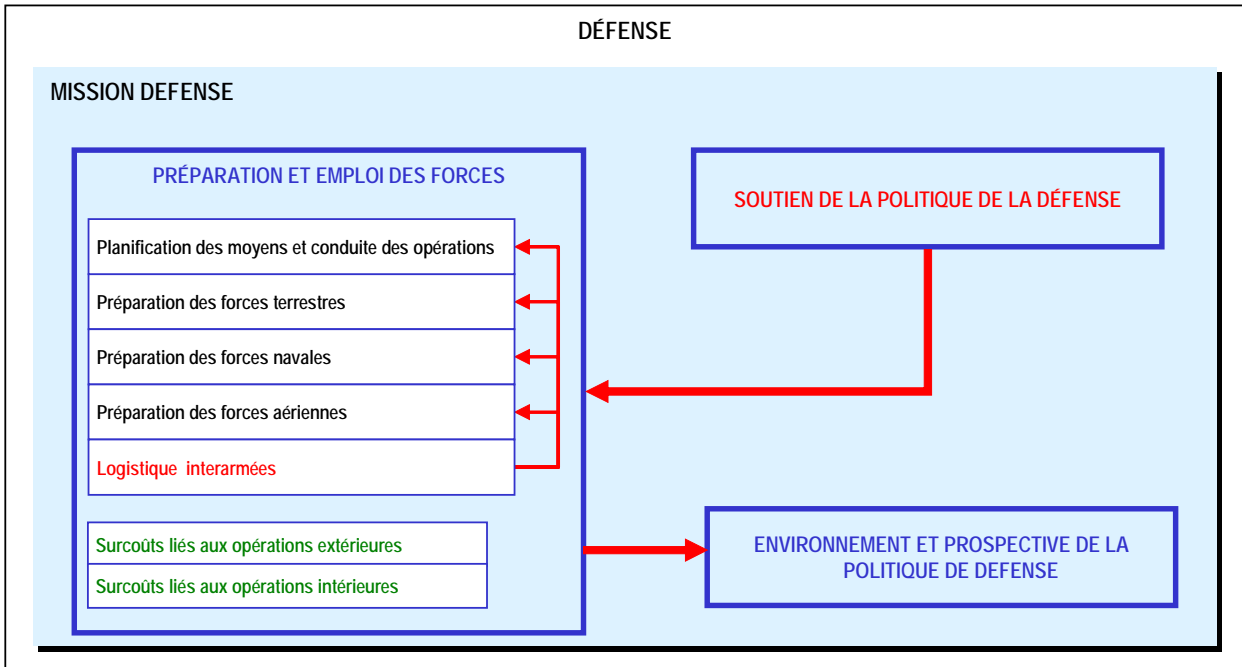 DÉFENSE
MISSION DEFENSE
PRÉPARATION ET EMPLOI DES FORCES
Planification des moyens et conduite des opérations
Préparation des forces terrestres
Préparation des forces navales
Préparation des forces aériennes
Logistique interarmées
Surcoûts liés aux opérations extérieures
Surcoûts liés aux opérations intérieures
SOUTIEN DE LA POLITIQUE DE LA DÉFENSE
ENVIRONNEMENT ET PROSPECTIVE DE LA
POLITIQUE DE DEFENSE